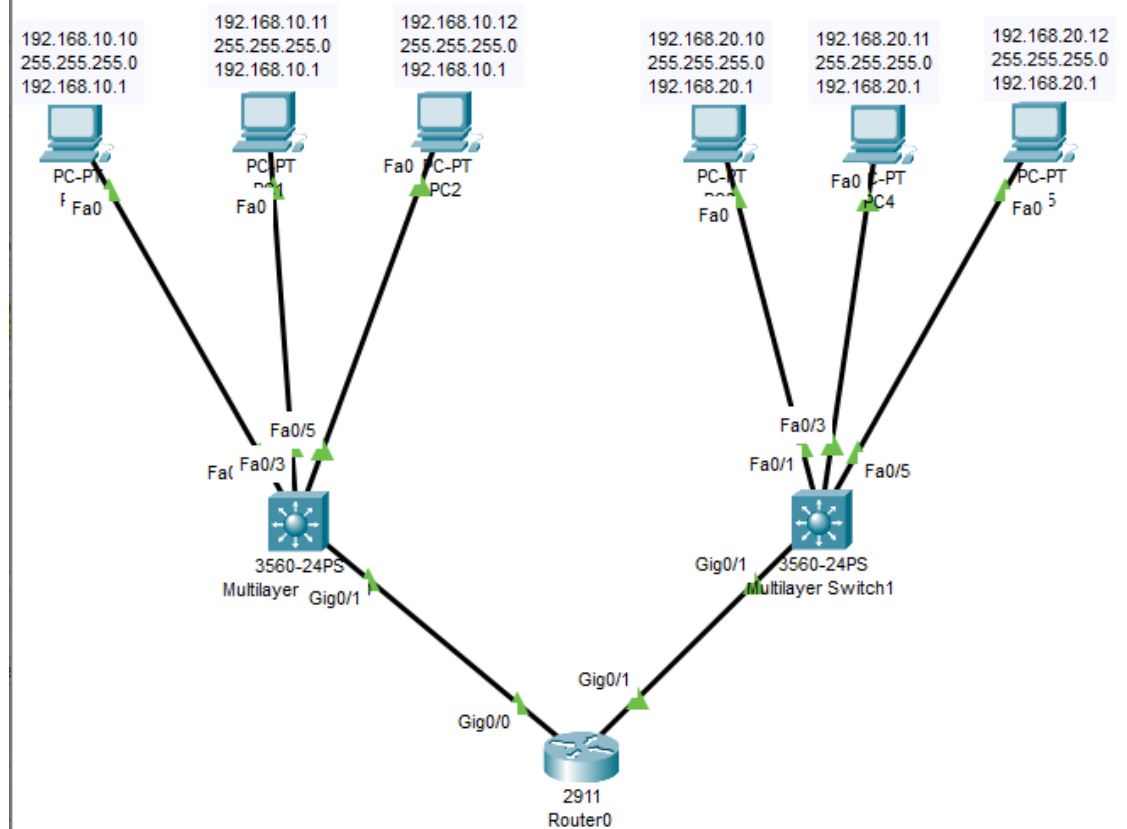 192.168.10.10
255.255.255.0
192.168.10.1
192.168.10.11
255.255.255.0
192.168.10.1
192.168.10.12
255.255.255.0
192.168.10.1
192.168.20.10
255.255.255.0
192.168.20.1
192.168.20.11
255.255.255.0
192.168.20.1
192.168.20.12
255.255.255.0
192.168.20.1
PC-PT
Fa0
PC-PT
Fa0
Fa0
PC-PT
PC2
PC-PT
Fa0
Fa0
PC4
PC-PT
Fa0
5
Fa0/5
Fa0/3
3560-24PS
Multilayer
Gig0/1
Fa0/3
Fa0/1
Fa0/5
Gig0/1
3560-24PS
Multilayer Switch1
Gig0/0
Gig0/1
2911
Router0